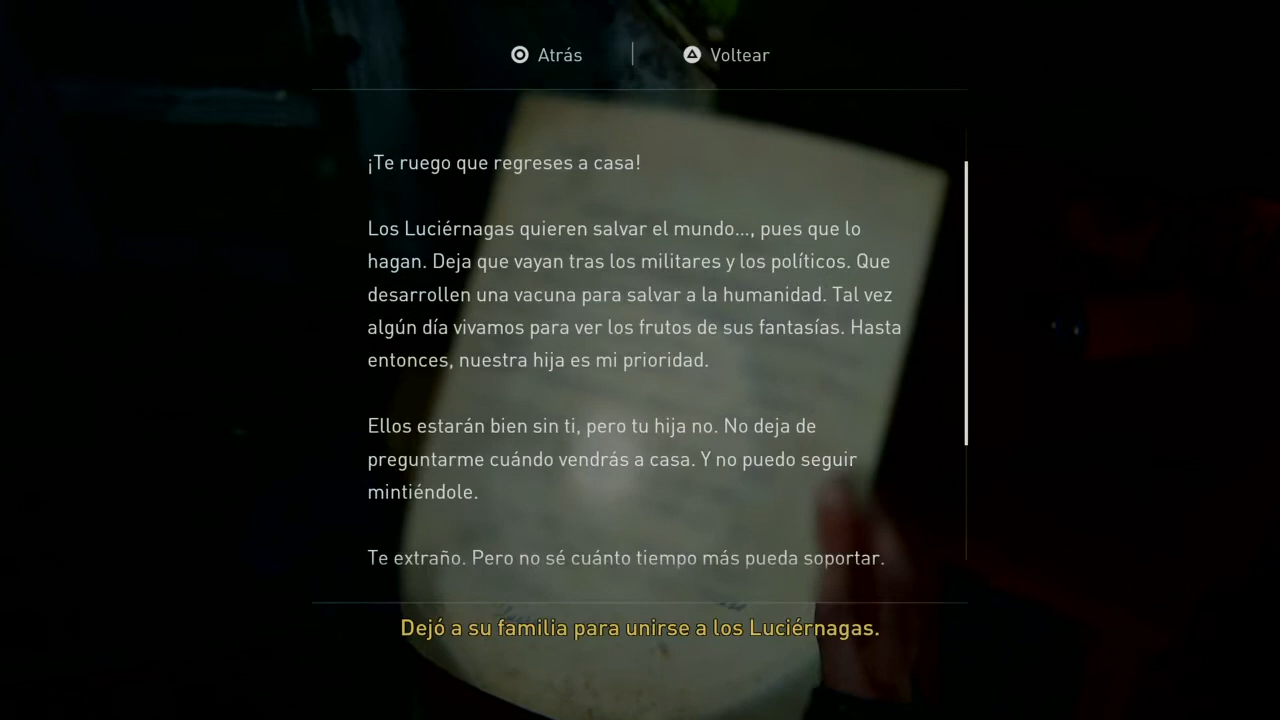 Atrás | Voltear
¡Te ruego que regreses a casa!
Los Luciérnagas quieren salvar el mundo..., pues que lo
hagan. Deja que vayan tras los militares y los políticos. Que
desarrollen una vacuna para salvar a la humanidad. Tal vez
algún día vivamos para ver los frutos de sus fantasías. Hasta
entonces, nuestra hija es mi prioridad.
Ellos estarán bien sin ti, pero tu hija no. No deja de
preguntarme cuándo vendrás a casa. Y no puedo seguir
mintiéndole.
Te extraño. Pero no sé cuánto tiempo más pueda soportar.
Dejó a su familia para unirse a los Luciérnagas.